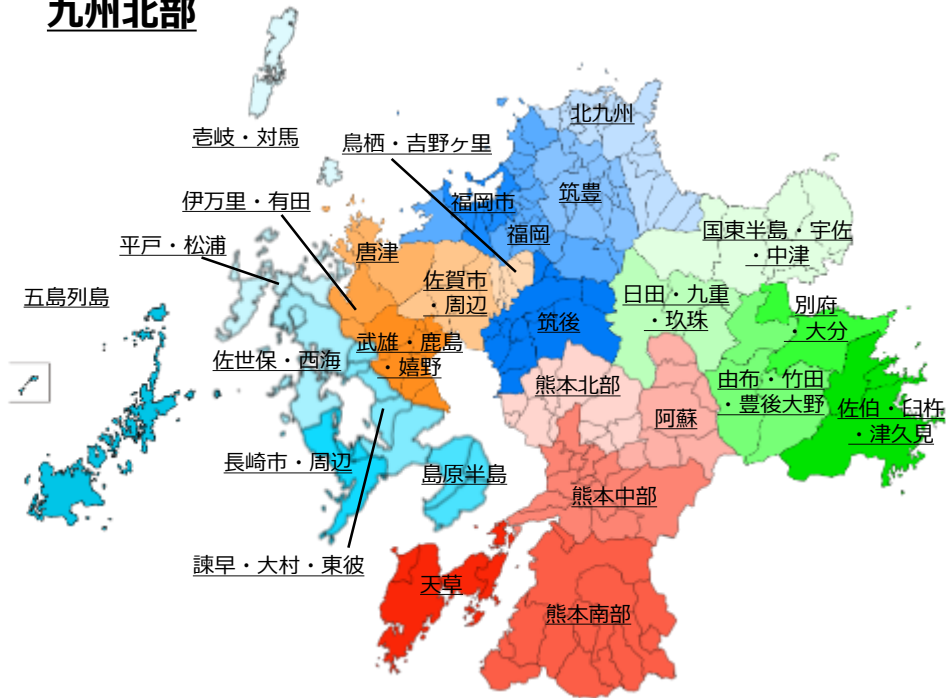 九州北部
壱岐・対馬
鳥栖・吉野ヶ里
北九州
伊万里・有田
福岡市
筑豊
福岡
平戸・松浦
唐津
国東半島・宇佐
・中津
佐賀市
・周辺
五島列島
日田・九重
・玖珠
別府
・大分
筑後
武雄・鹿島
・嬉野
佐世保・西海
熊本北部
由布・竹田
・豊後大野
阿蘇
佐伯・臼杵
・津久見
長崎市・周辺
島原半島
熊本中部
諫早・大村・東彼
天草
熊本南部